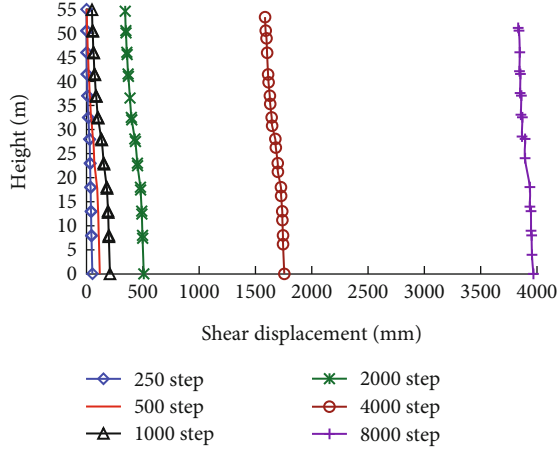 55
50
45
40
35
30
25
20
15
10
5
0
Height (m)
0 500 1000 1500 2000 2500 3000 3500 4000
Shear displacement (mm)
250 step
2000 step
500 step
4000 step
1000 step
8000 step